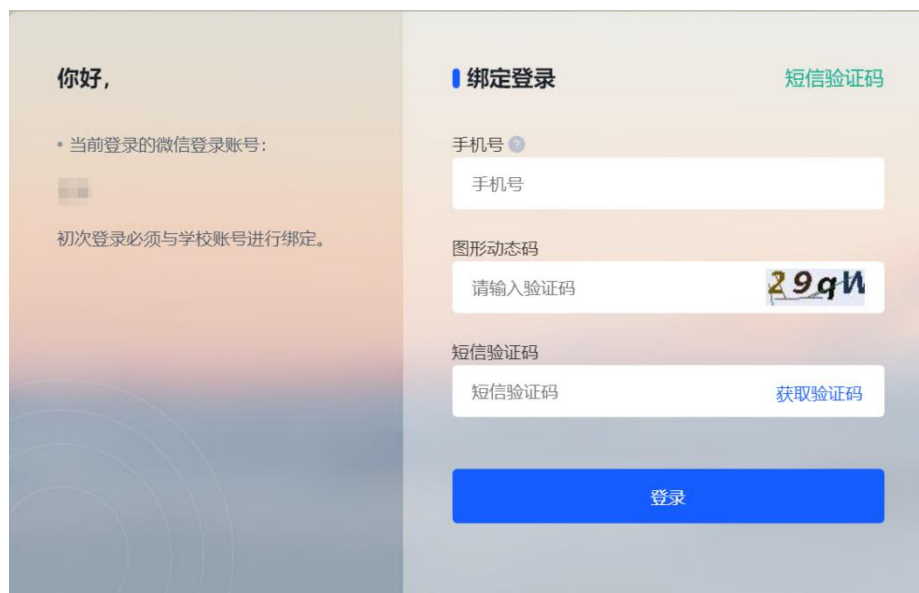 你好，
• 当前登录的微信登录账号：
初次登录必须与学校账号进行绑定。
绑定登录
短信验证码
手机号
手机号
图形动态码
请输入验证码
29qW
短信验证码
短信验证码
获取验证码
登录